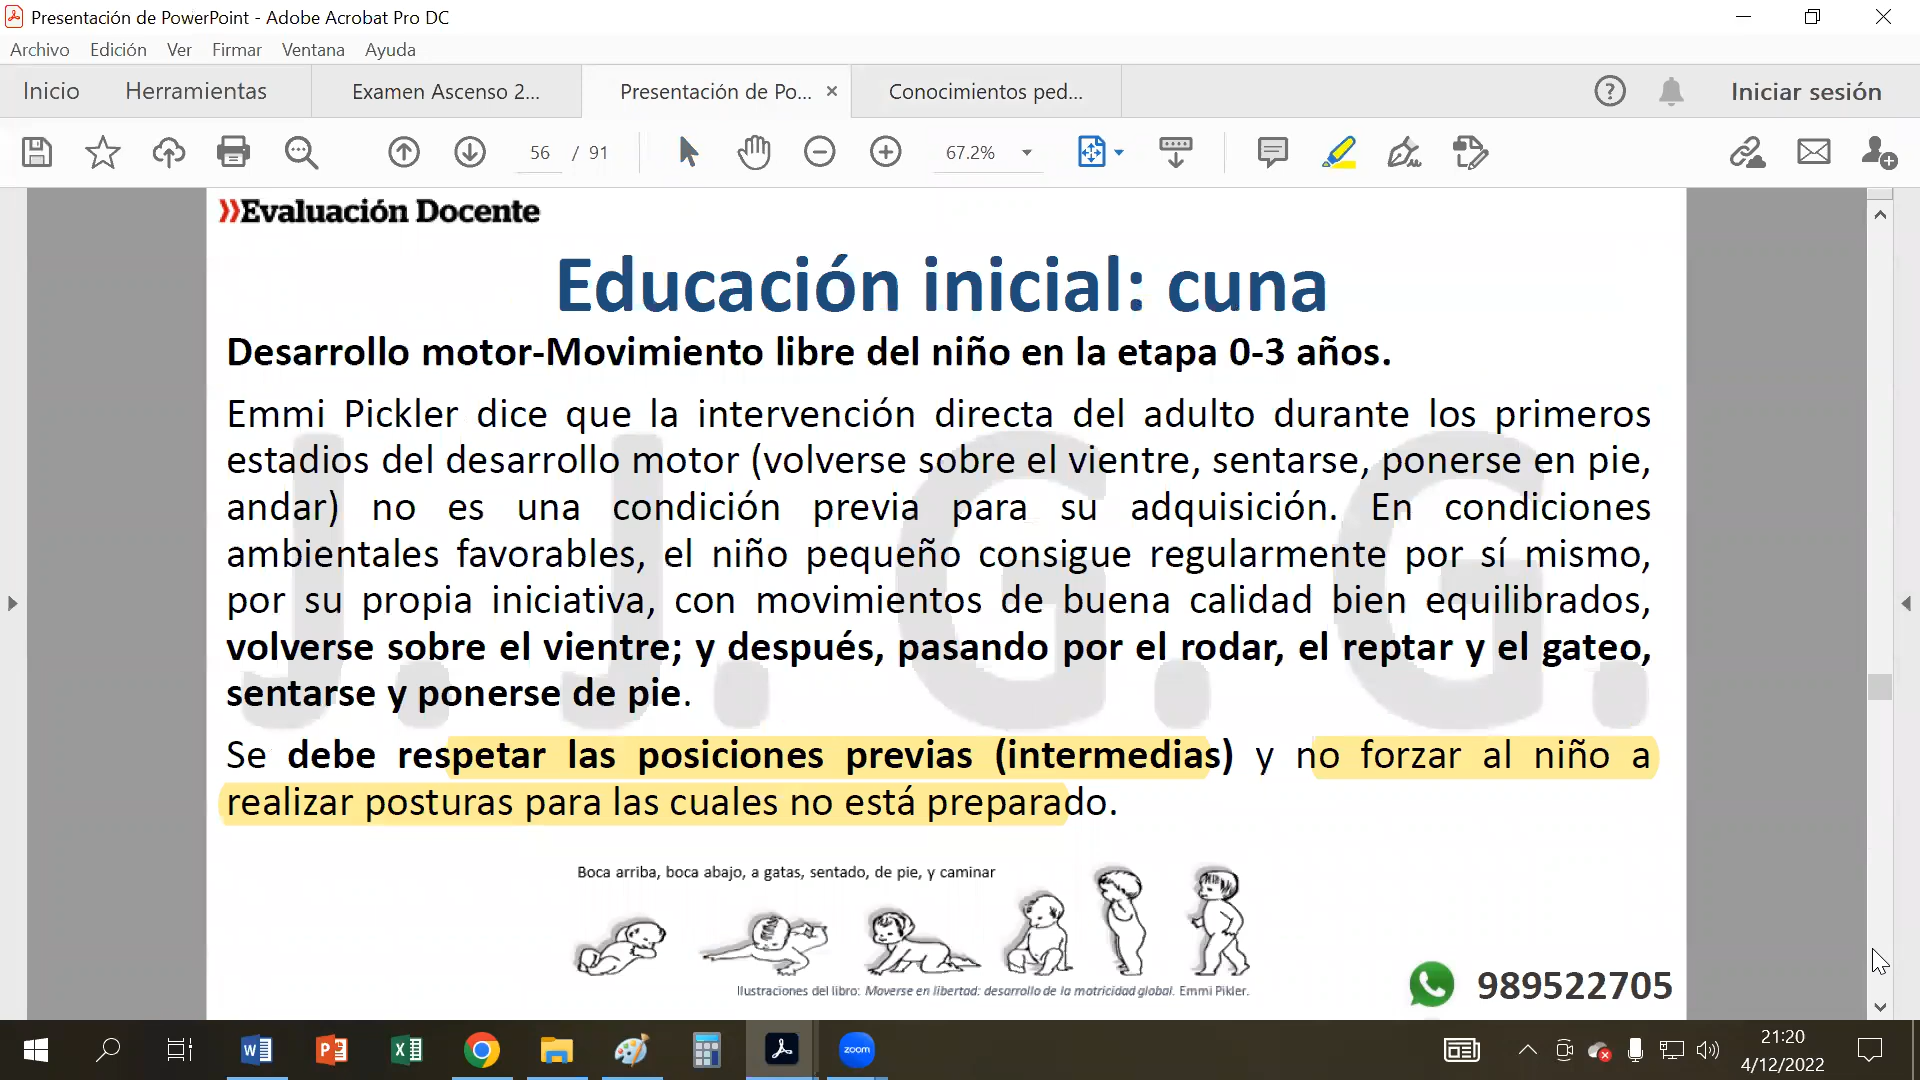 Presentación de PowerPoint - Adobe Acrobat Pro DC
Archivo Edición Ver Firmar Ventana Ayuda
Inicio Herramientas Examen Ascenso 2... Presentación de Po... × Conocimientos ped... ? Iniciar sesión
56 / 91 67.2%
Evaluación Docente
Educación inicial: cuna
Desarrollo motor-Movimiento libre del niño en la etapa 0-3 años.
Emmi Pickler dice que la intervención directa del adulto durante los primeros
estadios del desarrollo motor (volverse sobre el vientre, sentarse, ponerse en pie,
andar) no es una condición previa para su adquisición. En condiciones
ambientales favorables, el niño pequeño consigue regularmente por sí mismo,
por su propia iniciativa, con movimientos de buena calidad bien equilibrados,
volverse sobre el vientre; y después, pasando por el rodar, el reptar y el gateo,
sentarse y ponerse de pie.
Se debe respetar las posiciones previas (intermedias) y no forzar al niño a
realizar posturas para las cuales no está preparado.
J. J. G. G.
Boca arriba, boca abajo, a gatas, sentado, de pie, y caminar
Ilustraciones del libro: Moverse en libertad: desarrollo de la motricidad global. Emmi Pikler.
989522705
zoom
21:20
4/12/2022